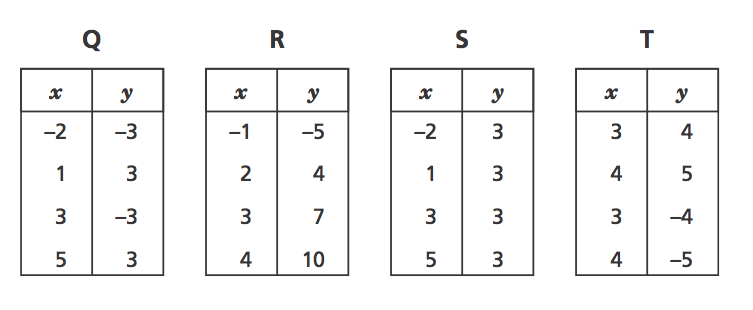 Q R S T
x y x y x y x y
–2 –3 –1 –5 –2 3 3 4
1 3 2 4 1 3 4 5
3 –3 3 7 3 3 3 –4
5 3 4 10 5 3 4 –5